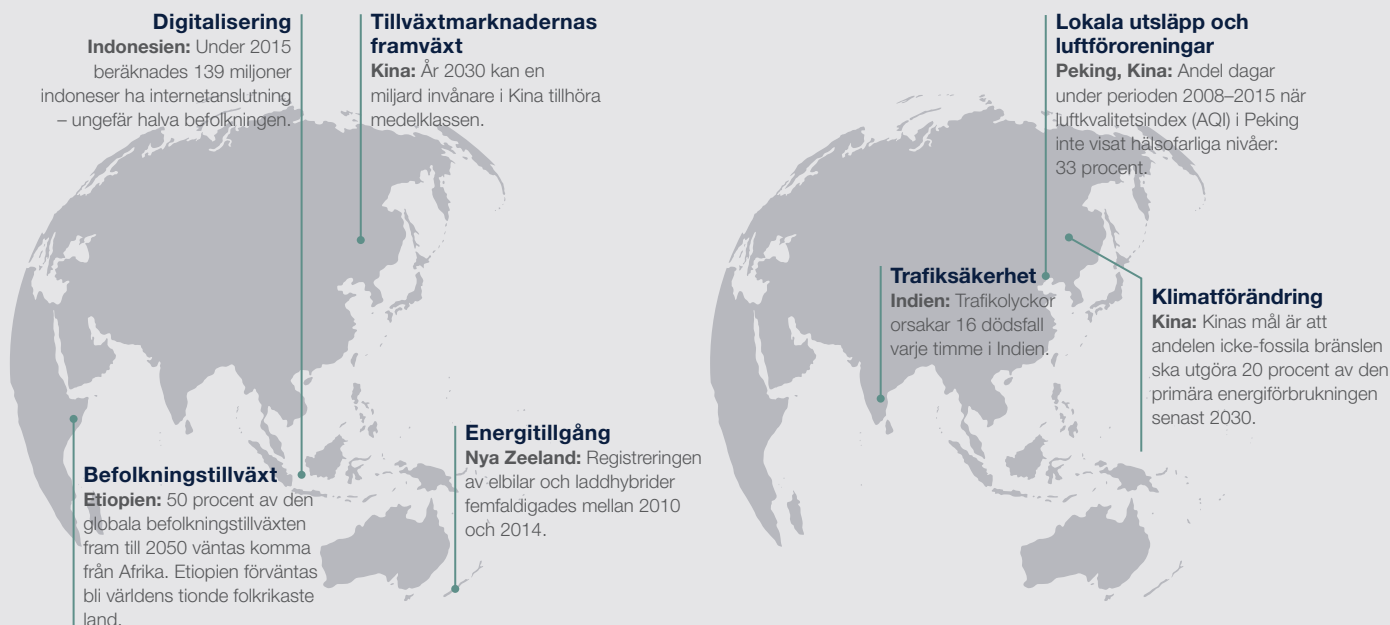 Digitalisering
Indonesien: Under 2015
beräknades 139 miljoner
indoneser ha internetanslutning
– ungefär halva befolkningen.
Tillväxtmarknadernas
framväxt
Kina: År 2030 kan en
miljard invånare i Kina tillhöra
medelklassen.
Befolkningstillväxt
Etiopien: 50 procent av den
globala befolkningstillväxten
fram till 2050 väntas komma
från Afrika. Etiopien förväntas
bli världens tionde folkrikaste
land.
Energitillgång
Nya Zeeland: Registreringen
av elbilar och laddhybrider
femfaldigades mellan 2010
och 2014.
Lokala utsläpp och
luftföroreningar
Peking, Kina: Andel dagar
under perioden 2008–2015 när
luftkvalitetsindex (AQI) i Peking
inte visat hälsofarliga nivåer:
33 procent.
Trafiksäkerhet
Indien: Trafikolyckor
orsakar 16 dödsfall
varje timme i Indien.
Klimatförändring
Kina: Kinas mål är att
andelen icke-fossila bränslen
ska utgöra 20 procent av den
primära energiförbrukningen
senast 2030.